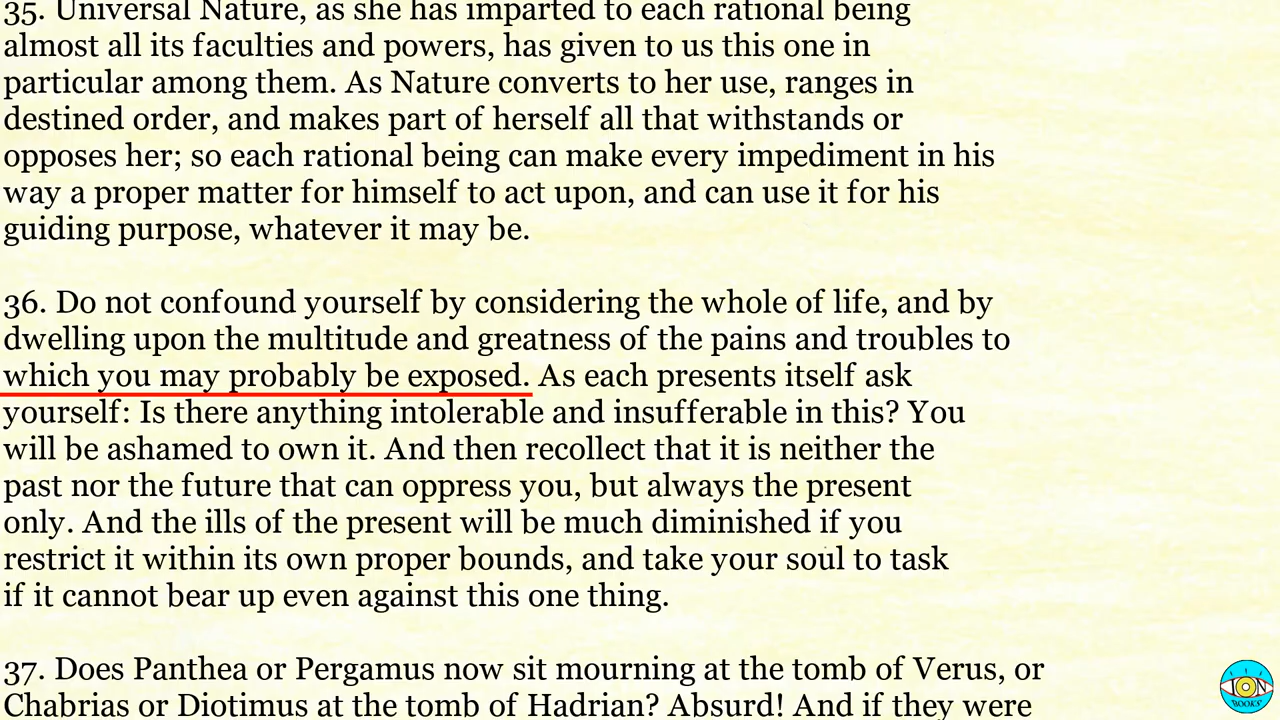 35. Universal Nature, as she has imparted to each rational being
almost all its faculties and powers, has given to us this one in
particular among them. As Nature converts to her use, ranges in
destined order, and makes part of herself all that withstands or
opposes her; so each rational being can make every impediment in his
way a proper matter for himself to act upon, and can use it for his
guiding purpose, whatever it may be.
36. Do not confound yourself by considering the whole of life, and by
dwelling upon the multitude and greatness of the pains and troubles to
which you may probably be exposed. As each presents itself ask
yourself: Is there anything intolerable and insufferable in this? You
will be ashamed to own it. And then recollect that it is neither the
past nor the future that can oppress you, but always the present
only. And the ills of the present will be much diminished if you
restrict it within its own proper bounds, and take your soul to task
if it cannot bear up even against this one thing.
37. Does Panthea or Pergamus now sit mourning at the tomb of Verus, or
Chabrias or Diotimus at the tomb of Hadrian? Absurd! And if they were
ION
BOOKS